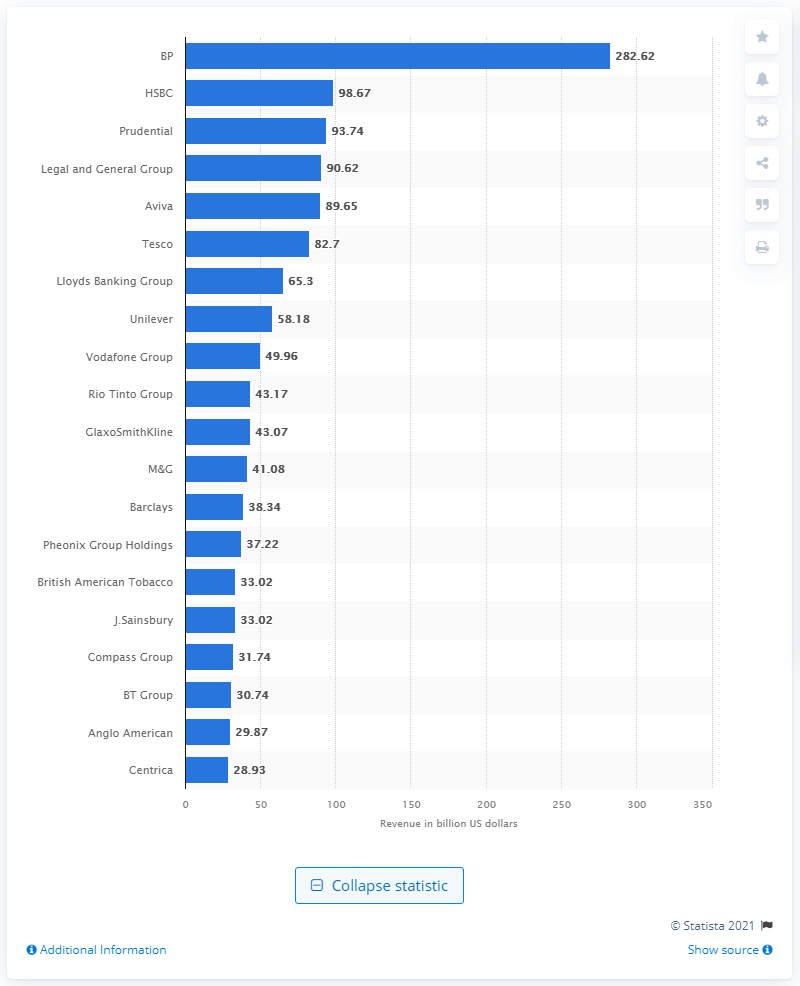 BP 282.62
HSBC 98.67
Prudential 93.74
Legal and General Group 90.62
Aviva 89.65
Tesco 82.7
Lloyds Banking Group 65.3
Unilever 58.18
Vodafone Group 49.96
Rio Tinto Group 43.17
GlaxoSmithKline 43.07
M&G 41.08
Barclays 38.34
Pheonix Group Holdings 37.22
British American Tobacco 33.02
J.Sainsbury 33.02
Compass Group 31.74
BT Group 30.74
Anglo American 29.87
Centrica 28.93
0 50 100 150 200 250 300 350
Revenue in billion US dollars
Collapse statistic
© Statista 2021
Additional Information Show source